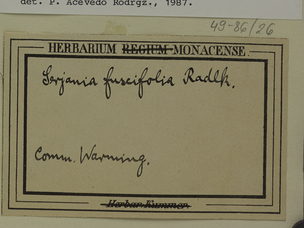 det. P. Acevedo Rodrgz., 1987.
49-86/26
HERBARIUM REGIUM MONACENSE
Serjania fuscifolia Radlk.
Comm. Warming.
Herbar. Kummer.